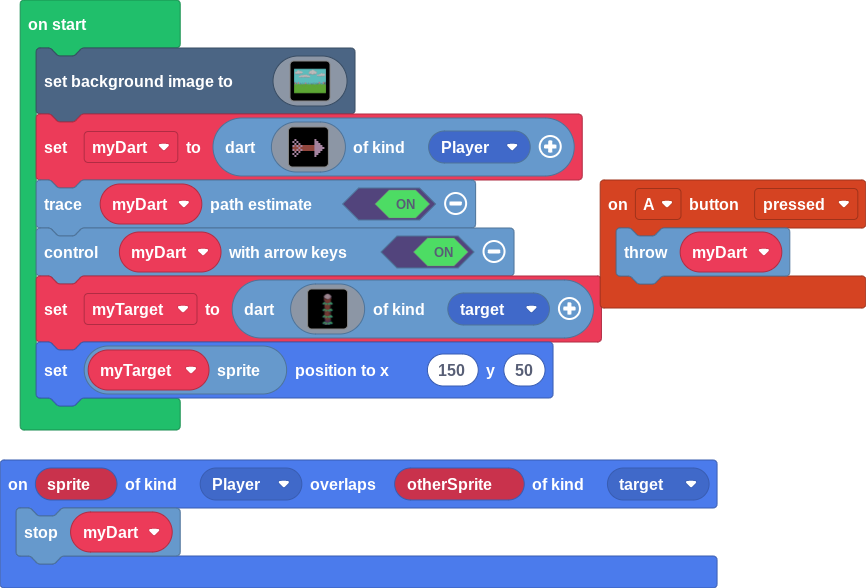 on start
set background image to
set myDart to dart of kind Player
trace myDart path estimate ON
control myDart with arrow keys ON
set myTarget to dart of kind target
set myTarget sprite position to x 150 y 50
on A button pressed
throw myDart
on sprite of kind Player overlaps otherSprite of kind target
stop myDart